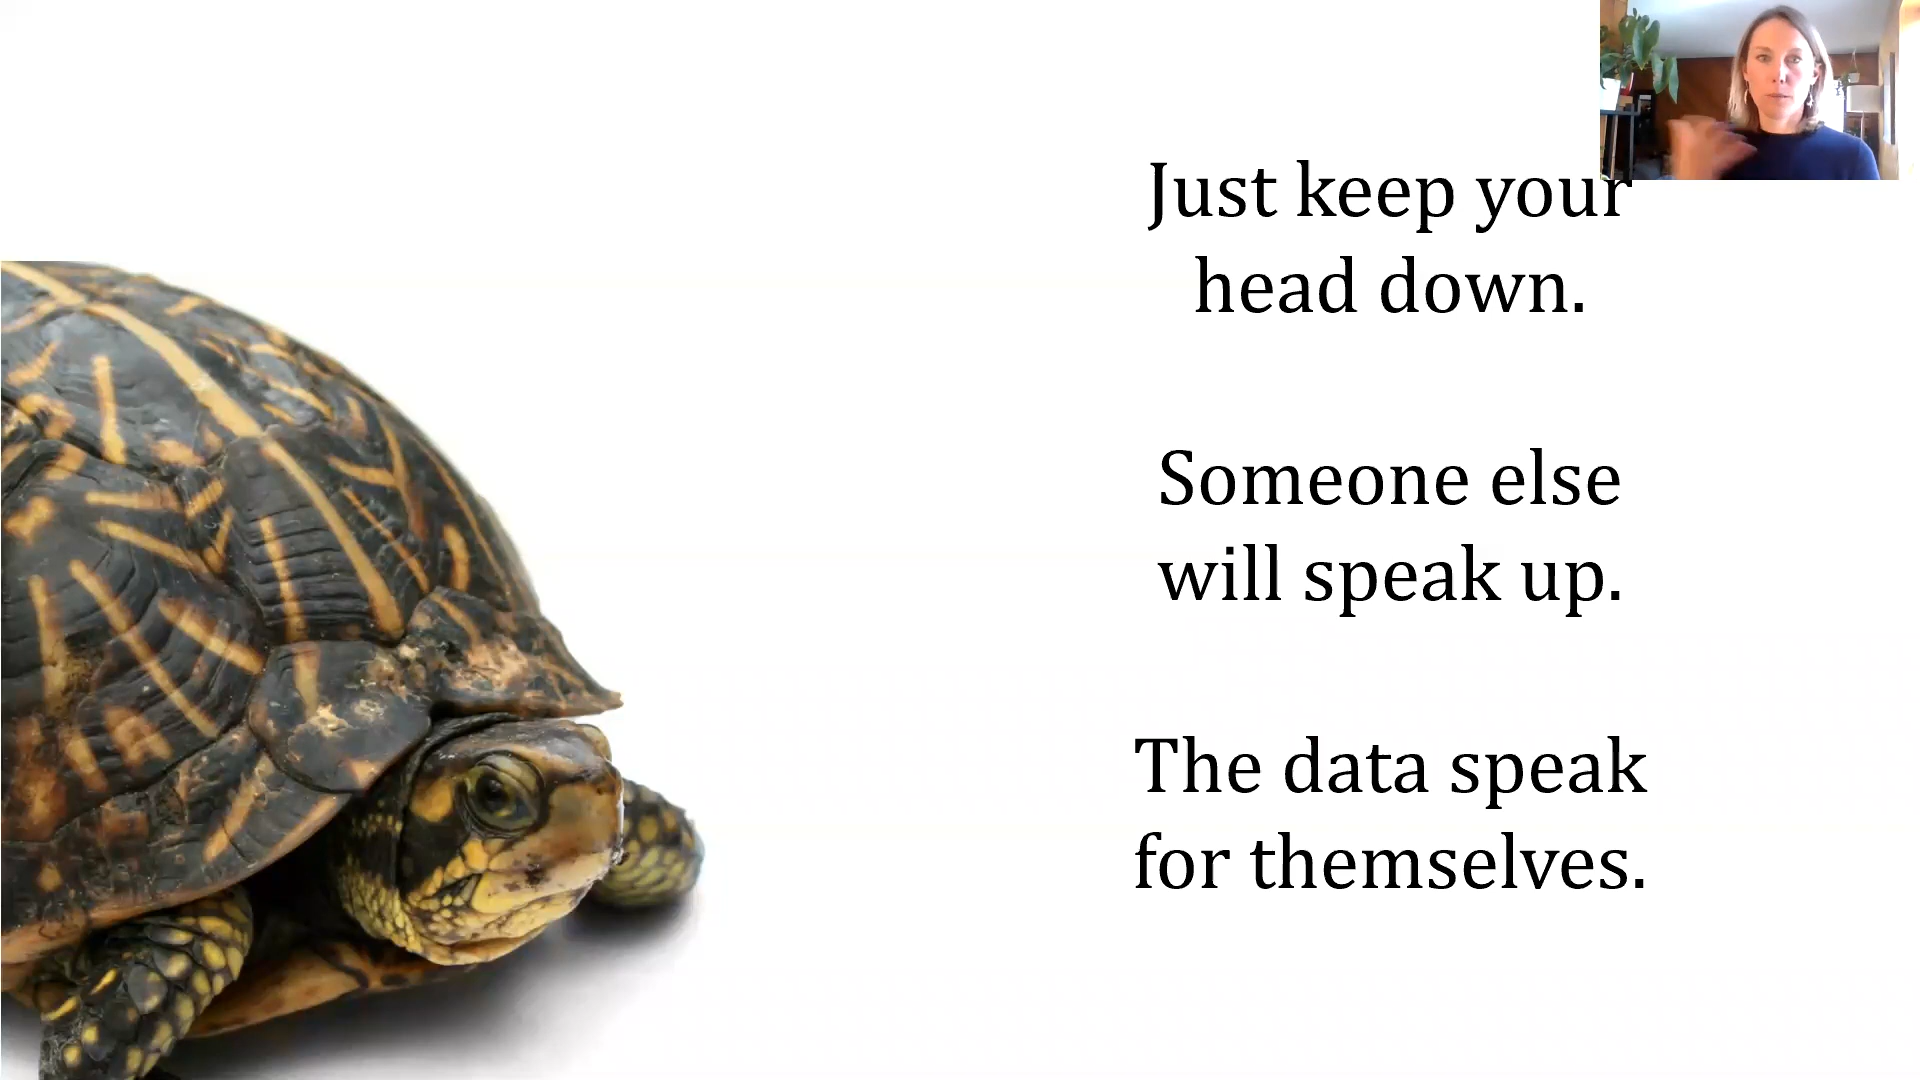 Just keep your
head down.
Someone else
will speak up.
The data speak
for themselves.